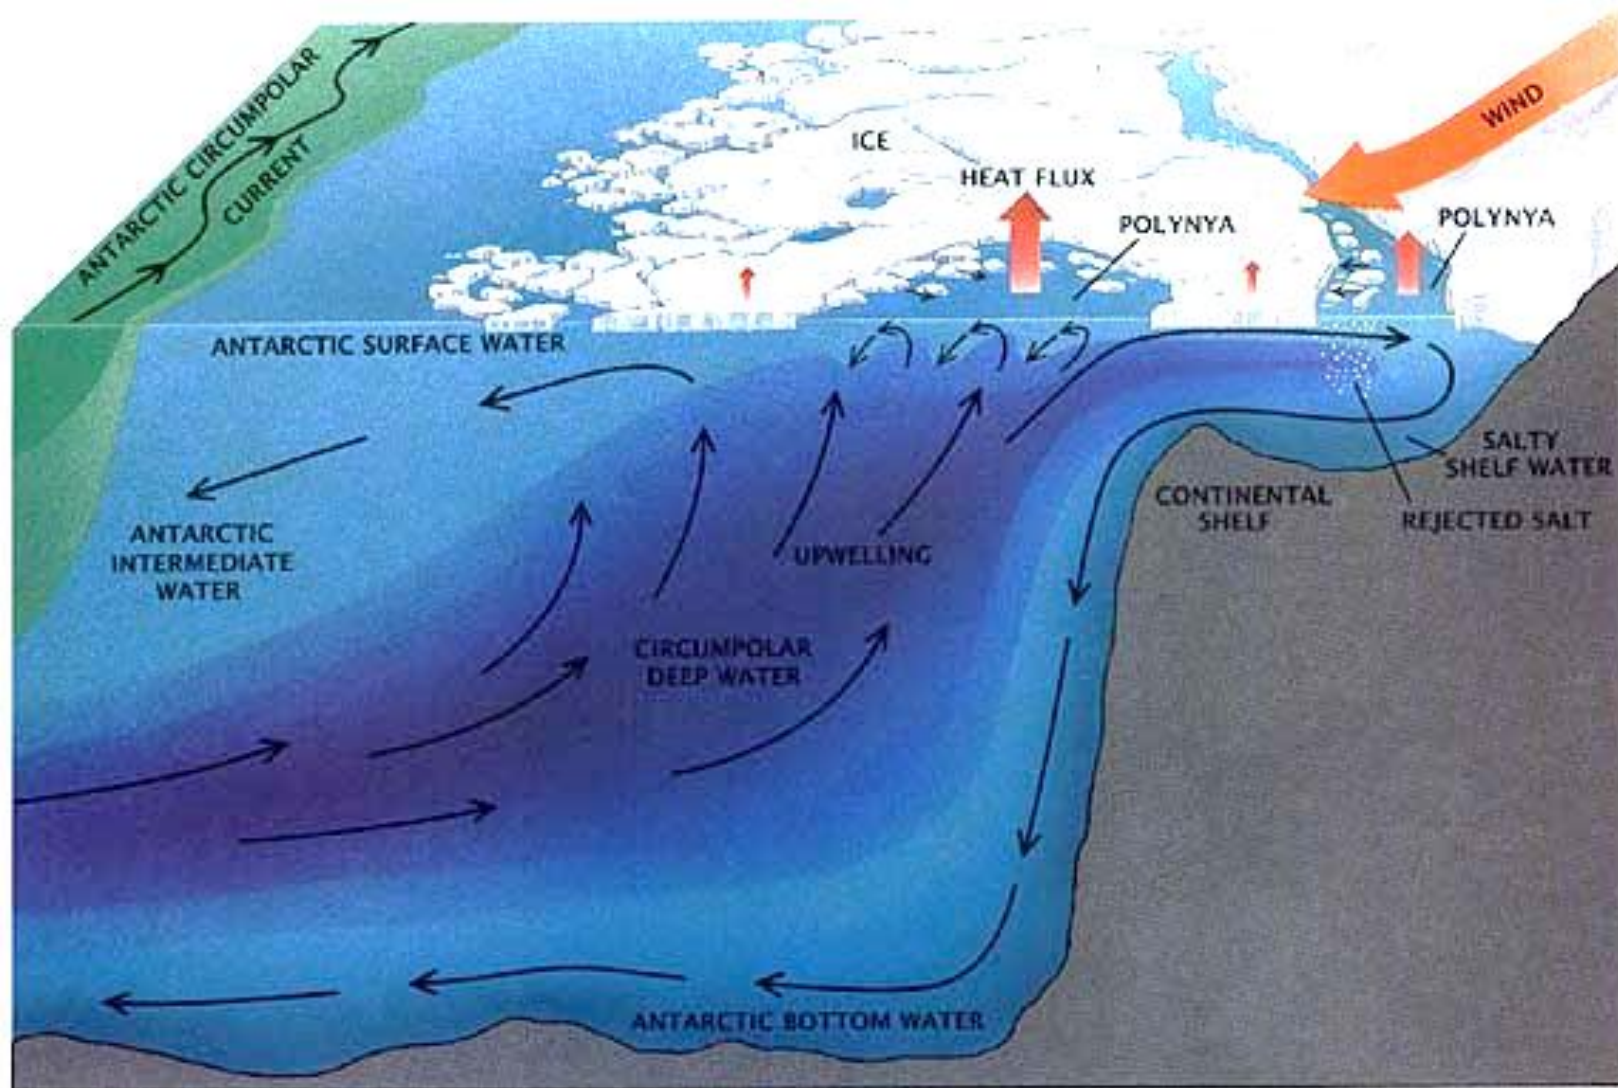 ANTARCTIC CIRCUMPOLAR
CURRENT
WIND
ICE
HEAT FLUX
POLYNYA
POLYNYA
ANTARCTIC SURFACE WATER
SALTY
SHELF WATER
CONTINENTAL
SHELF
REJECTED SALT
ANTARCTIC
INTERMEDIATE
WATER
UPWELLING
CIRCUMPOLAR
DEEP WATER
ANTARCTIC BOTTOM WATER